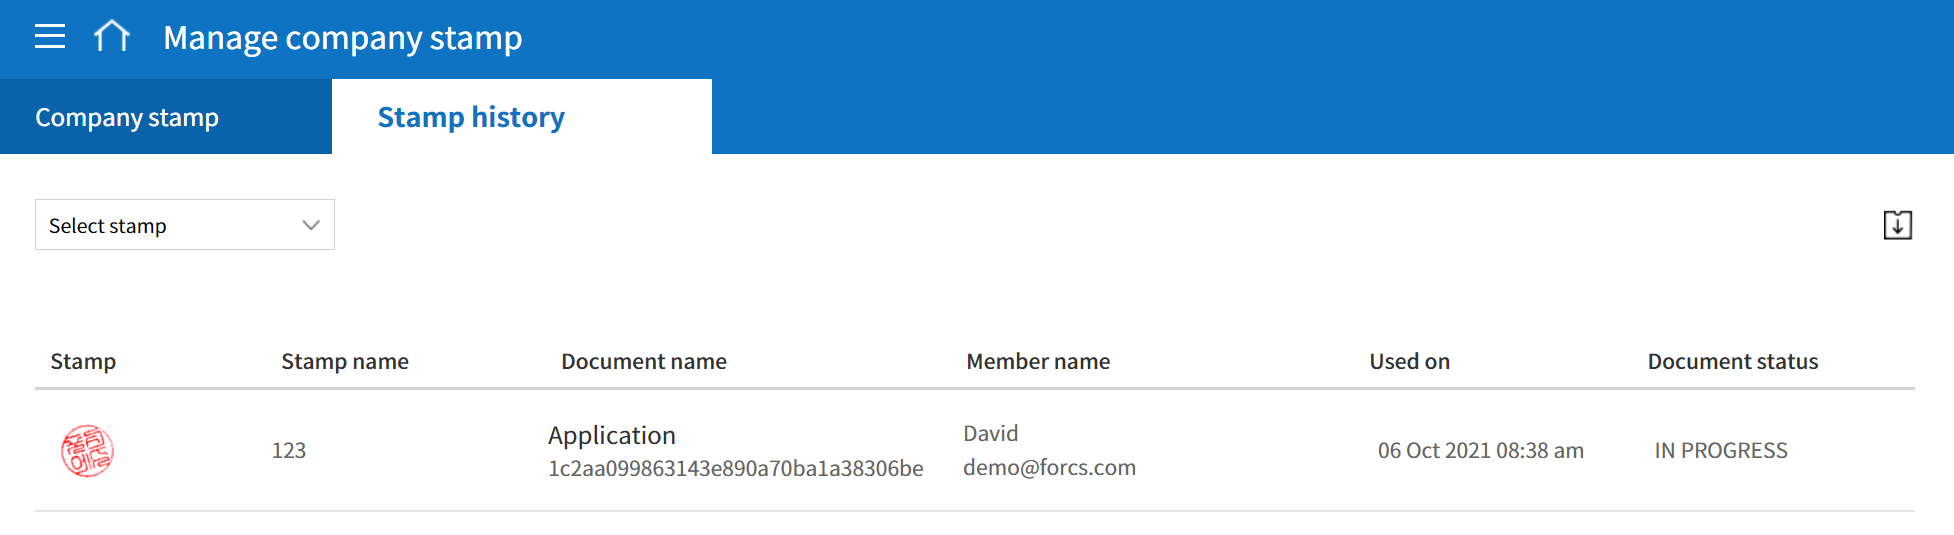 Manage company stamp
Company stamp
Stamp history
Select stamp
Stamp Stamp name Document name Member name Used on Document status
123 Application 1c2aa099863143e890a70ba1a38306be David demo@forcs.com 06 Oct 2021 08:38 am IN PROGRESS